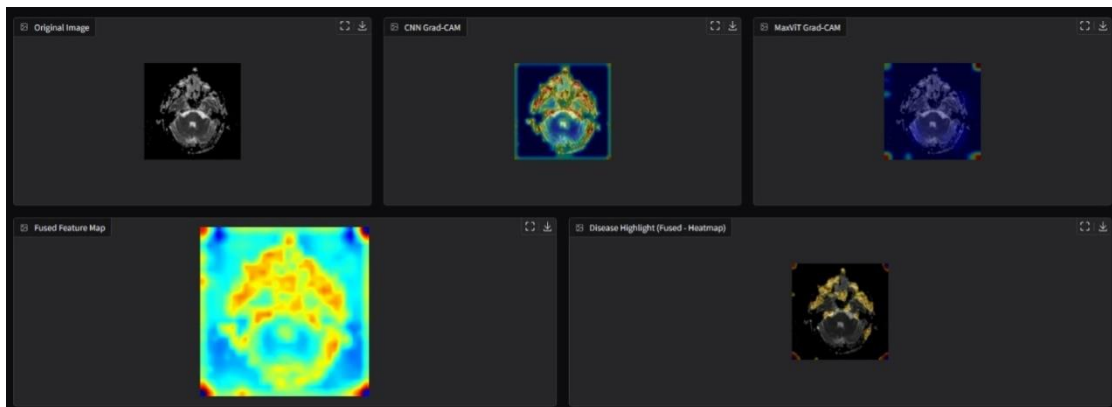 Original Image
CNN Grad-CAM
MaxViT Grad-CAM
Fused Feature Map
Disease Highlight (Fused - Heatmap)